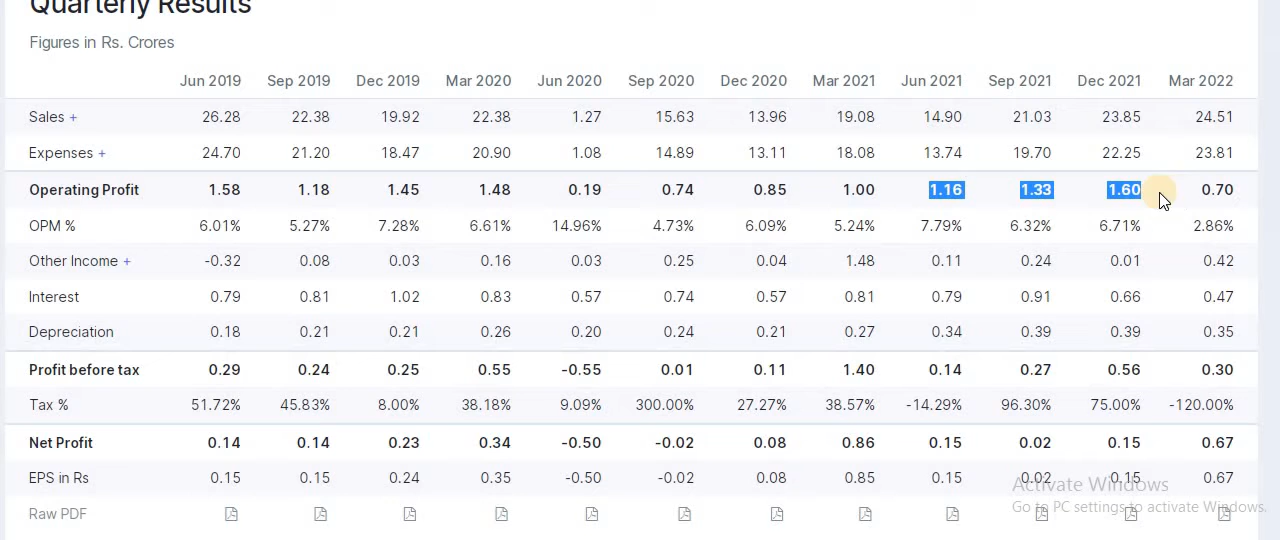 Quarterly Results
Figures in Rs. Crores
Jun 2019 Sep 2019 Dec 2019 Mar 2020 Jun 2020 Sep 2020 Dec 2020 Mar 2021 Jun 2021 Sep 2021 Dec 2021 Mar 2022
Sales + 26.28 22.38 19.92 22.38 1.27 15.63 13.96 19.08 14.90 21.03 23.85 24.51
Expenses + 24.70 21.20 18.47 20.90 1.08 14.89 13.11 18.08 13.74 19.70 22.25 23.81
Operating Profit 1.58 1.18 1.45 1.48 0.19 0.74 0.85 1.00 1.16 1.33 1.60 0.70
OPM % 6.01% 5.27% 7.28% 6.61% 14.96% 4.73% 6.09% 5.24% 7.79% 6.32% 6.71% 2.86%
Other Income + -0.32 0.08 0.03 0.16 0.03 0.25 0.04 1.48 0.11 0.24 0.01 0.42
Interest 0.79 0.81 1.02 0.83 0.57 0.74 0.57 0.81 0.79 0.91 0.66 0.47
Depreciation 0.18 0.21 0.21 0.26 0.20 0.24 0.21 0.27 0.34 0.39 0.39 0.35
Profit before tax 0.29 0.24 0.25 0.55 -0.55 0.01 0.11 1.40 0.14 0.27 0.56 0.30
Tax % 51.72% 45.83% 8.00% 38.18% 9.09% 300.00% 27.27% 38.57% -14.29% 96.30% 75.00% -120.00%
Net Profit 0.14 0.14 0.23 0.34 -0.50 -0.02 0.08 0.86 0.15 0.02 0.15 0.67
EPS in Rs 0.15 0.15 0.24 0.35 -0.50 -0.02 0.08 0.85 0.15 0.02 0.15 0.67
Activate Windows
Go to PC settings to activate Windows.
Raw PDF